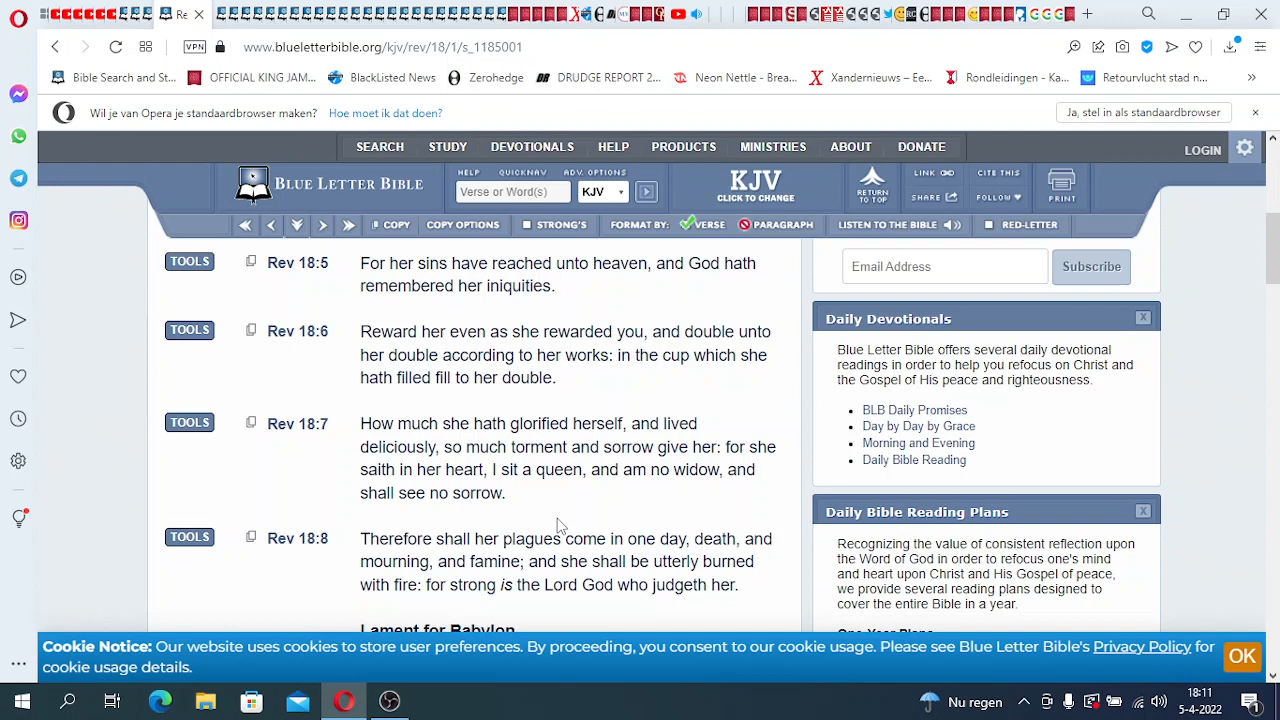 Re
www.blueletterbible.org/kjv/rev/18/1/s_1185001
VPN
Bible Search and St...
OFFICIAL KING JAM...
BlackListed News
Zerohedge
DRUDGE REPORT 2...
Neon Nettle - Brea...
Xandernieuws – Ee...
Rondleidingen - Ka...
Retourvlucht stad n...
»
Wil je van Opera je standaardbrowser maken? Hoe moet ik dat doen?
Ja, stel in als standaardbrowser
SEARCH STUDY DEVOTIONALS HELP PRODUCTS MINISTRIES ABOUT DONATE
LOGIN
BLUE LETTER BIBLE
HELP QUICKNAV ADV. OPTIONS
Verse or Word(s)
KJV
KJV
CLICK TO CHANGE
RETURN
TO TOP
LINK
SHARE
CITE THIS
FOLLOW
PRINT
COPY COPY OPTIONS STRONG'S FORMAT BY: VERSE PARAGRAPH LISTEN TO THE BIBLE RED-LETTER
TOOLS Rev 18:5 For her sins have reached unto heaven, and God hath
remembered her iniquities.
TOOLS Rev 18:6 Reward her even as she rewarded you, and double unto
her double according to her works: in the cup which she
hath filled fill to her double.
TOOLS Rev 18:7 How much she hath glorified herself, and lived
deliciously, so much torment and sorrow give her: for she
saith in her heart, I sit a queen, and am no widow, and
shall see no sorrow.
TOOLS Rev 18:8 Therefore shall her plagues come in one day, death, and
mourning, and famine; and she shall be utterly burned
with fire: for strong is the Lord God who judgeth her.
Lament for Babylon
Email Address
Subscribe
Daily Devotionals
Blue Letter Bible offers several daily devotional
readings in order to help you refocus on Christ and
the Gospel of His peace and righteousness.
• BLB Daily Promises
• Day by Day by Grace
• Morning and Evening
• Daily Bible Reading
Daily Bible Reading Plans
Recognizing the value of consistent reflection upon
the Word of God in order to refocus one's mind
and heart upon Christ and His Gospel of peace,
we provide several reading plans designed to
cover the entire Bible in a year.
One-Year Plans
Cookie Notice: Our website uses cookies to store user preferences. By proceeding, you consent to our cookie usage. Please see Blue Letter Bible's Privacy Policy for
cookie usage details.
OK
Nu regen
18:11
5-4-2022